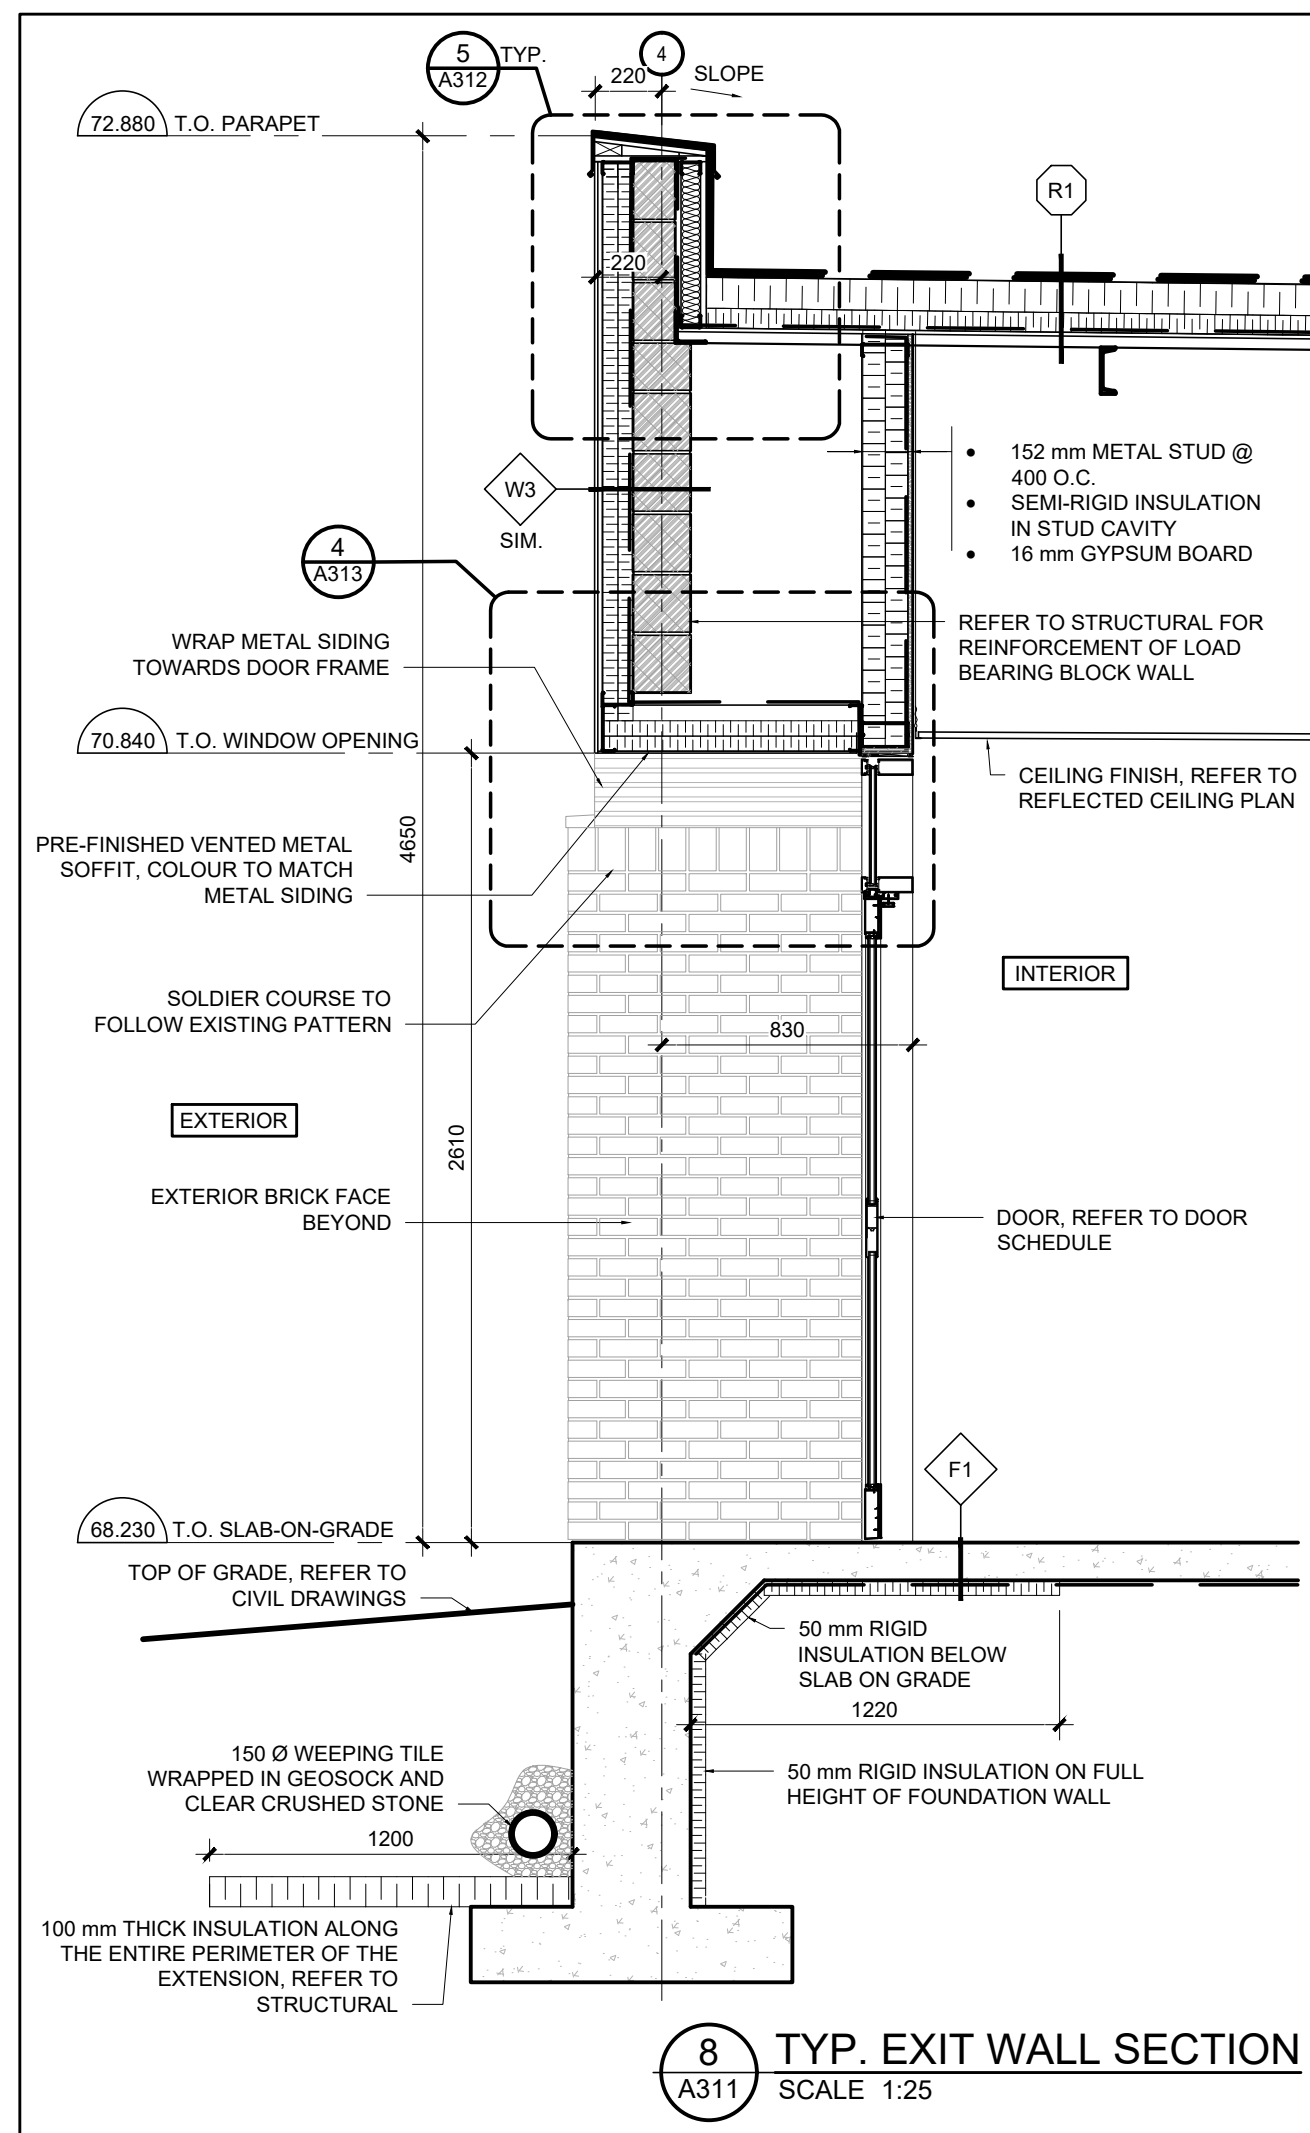 5
A312
TYP.
4
220
SLOPE
72.880
T.O. PARAPET
R1
220
152 mm METAL STUD @
400 O.C.
SEMI-RIGID INSULATION
IN STUD CAVITY
16 mm GYPSUM BOARD
W3
SIM.
4
A313
REFER TO STRUCTURAL FOR
REINFORCEMENT OF LOAD
BEARING BLOCK WALL
WRAP METAL SIDING
TOWARDS DOOR FRAME
70.840
T.O. WINDOW OPENING
CEILING FINISH, REFER TO
REFLECTED CEILING PLAN
4650
PRE-FINISHED VENTED METAL
SOFFIT, COLOUR TO MATCH
METAL SIDING
INTERIOR
SOLDIER COURSE TO
FOLLOW EXISTING PATTERN
830
EXTERIOR
2610
EXTERIOR BRICK FACE
BEYOND
DOOR, REFER TO DOOR
SCHEDULE
F1
68.230
T.O. SLAB-ON-GRADE
TOP OF GRADE, REFER TO
CIVIL DRAWINGS
50 mm RIGID
INSULATION BELOW
SLAB ON GRADE
1220
150 Ø WEEPING TILE
WRAPPED IN GEOSOCK AND
CLEAR CRUSHED STONE
50 mm RIGID INSULATION ON FULL
HEIGHT OF FOUNDATION WALL
1200
100 mm THICK INSULATION ALONG
THE ENTIRE PERIMETER OF THE
EXTENSION, REFER TO
STRUCTURAL
8
A311
TYP. EXIT WALL SECTION
SCALE 1:25